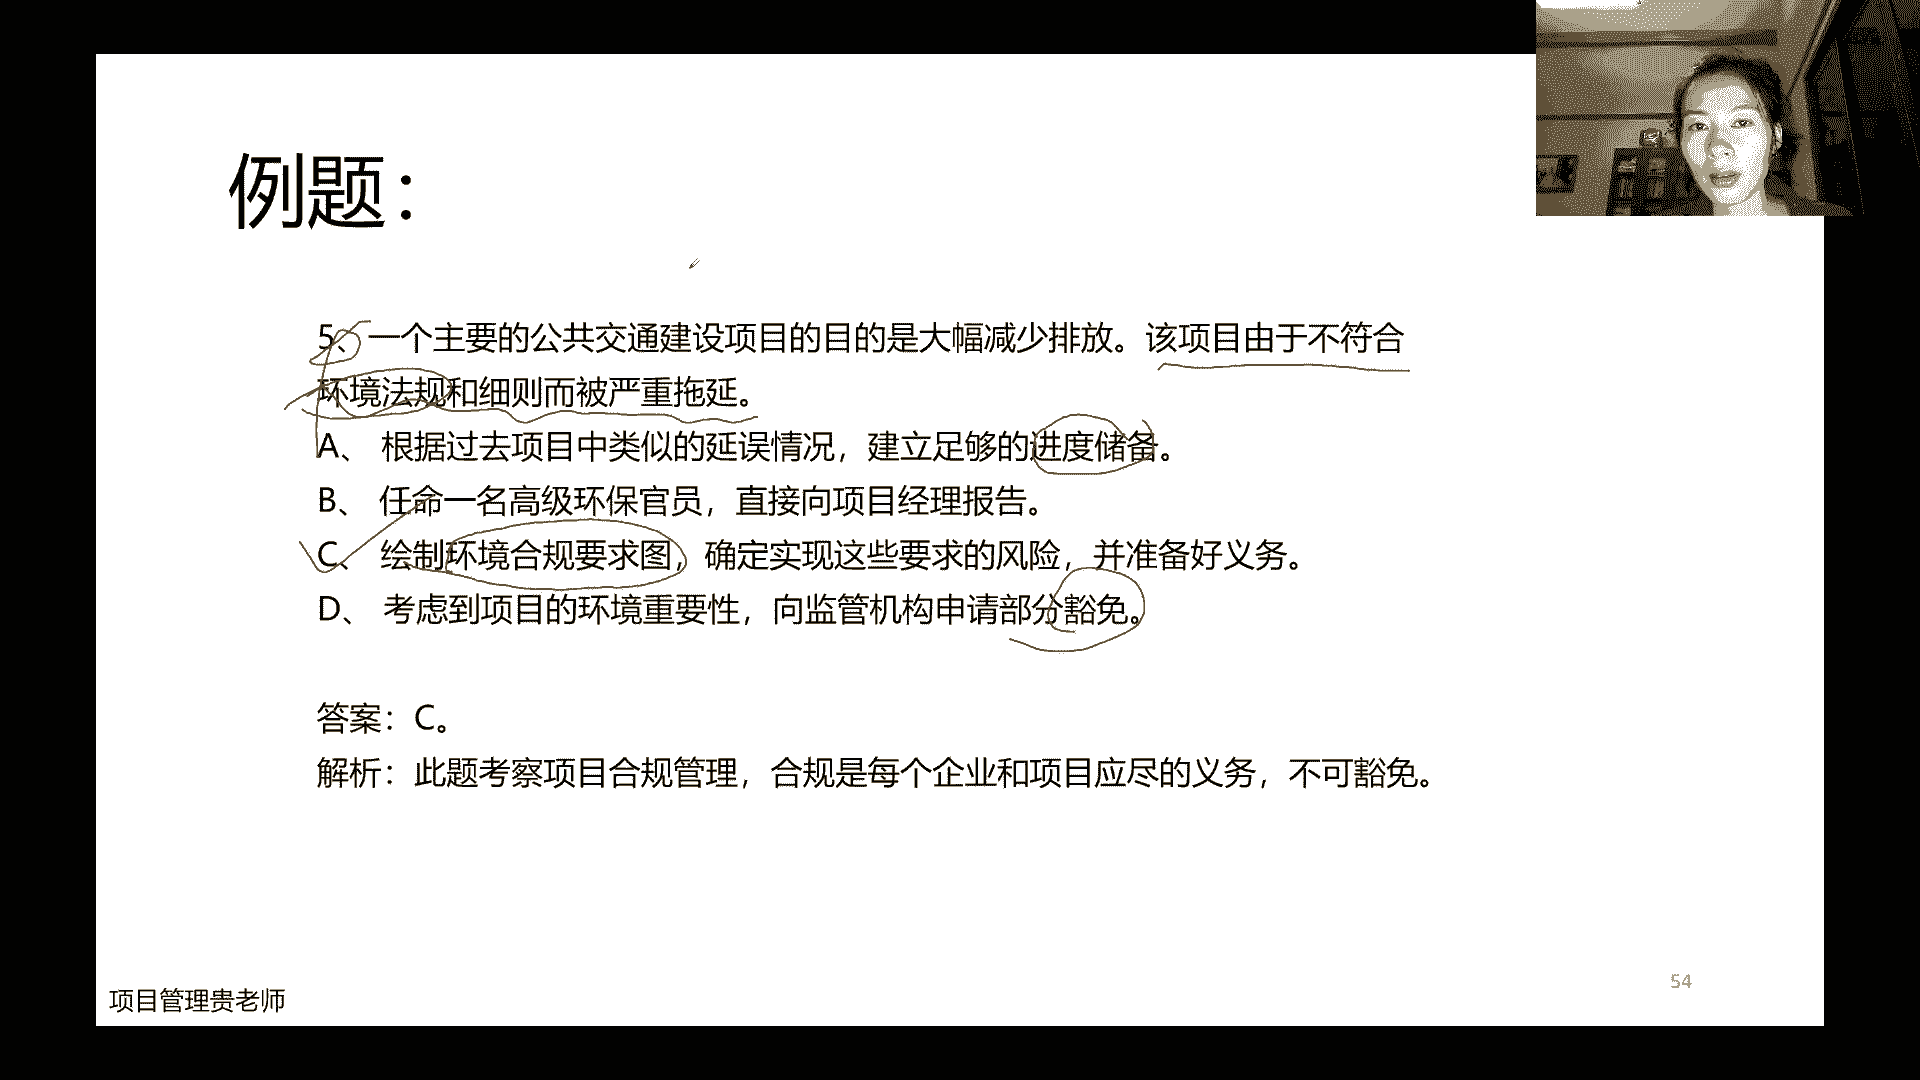 例题：
5、一个主要的公共交通建设项目的目的是大幅减少排放。该项目由于不符合
环境法规和细则而被严重拖延。
A、 根据过去项目中类似的延误情况，建立足够的进度储备。
B、 任命一名高级环保官员，直接向项目经理报告。
C、 绘制环境合规要求图，确定实现这些要求的风险，并准备好义务。
D、 考虑到项目的环境重要性，向监管机构申请部分豁免。
答案：C。
解析：此题考察项目合规管理，合规是每个企业和项目应尽的义务，不可豁免。
54
项目管理贵老师